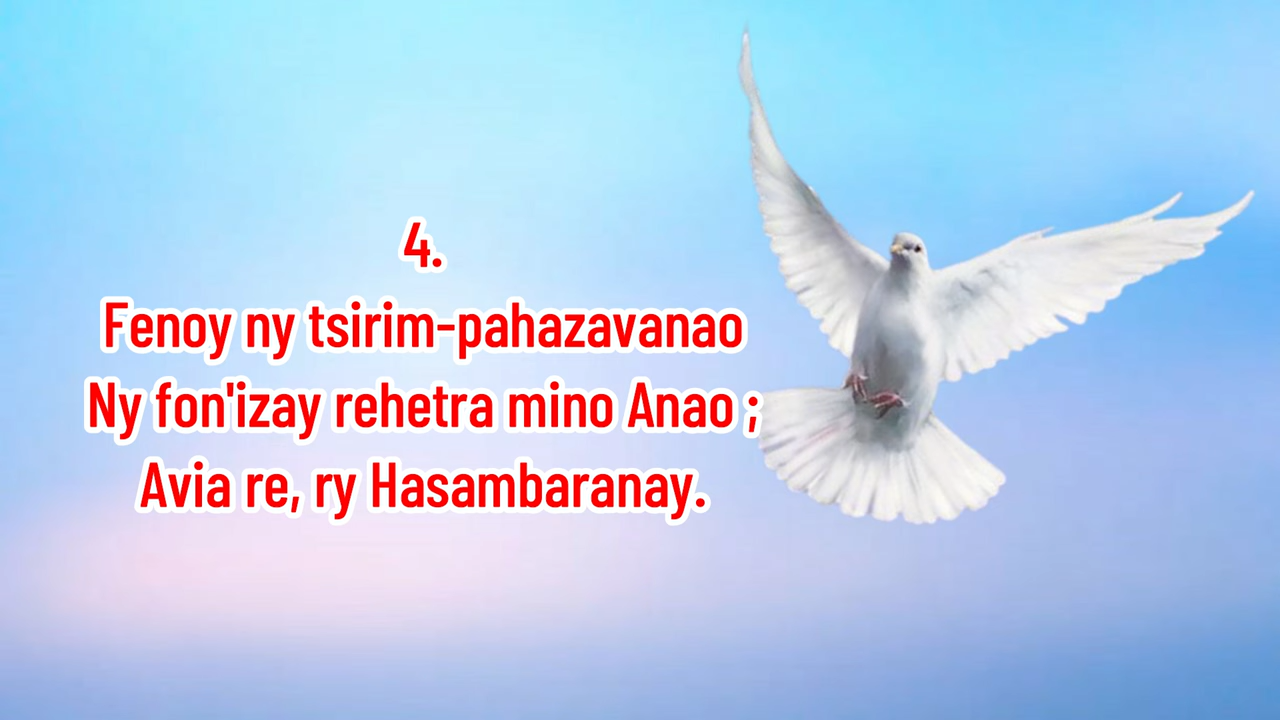 4.
Fenoy ny tsirim-pahazavanao
Ny fon'izay rehetra mino Anao ;
Avia re, ry Hasambaranay.